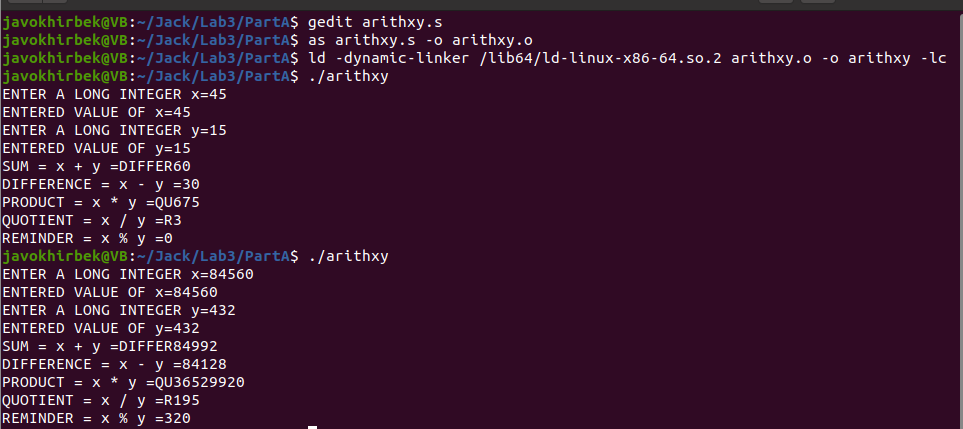 javokhirbek@VB:~/Jack/Lab3/PartA$ gedit arithxy.s
javokhirbek@VB:~/Jack/Lab3/PartA$ as arithxy.s -o arithxy.o
javokhirbek@VB:~/Jack/Lab3/PartA$ ld -dynamic-linker /lib64/ld-linux-x86-64.so.2 arithxy.o -o arithxy -lc
javokhirbek@VB:~/Jack/Lab3/PartA$ ./arithxy
ENTER A LONG INTEGER x=45
ENTERED VALUE OF x=45
ENTER A LONG INTEGER y=15
ENTERED VALUE OF y=15
SUM = x + y =DIFFER60
DIFFERENCE = x - y =30
PRODUCT = x * y =QU675
QUOTIENT = x / y =R3
REMINDER = x % y =0
javokhirbek@VB:~/Jack/Lab3/PartA$ ./arithxy
ENTER A LONG INTEGER x=84560
ENTERED VALUE OF x=84560
ENTER A LONG INTEGER y=432
ENTERED VALUE OF y=432
SUM = x + y =DIFFER84992
DIFFERENCE = x - y =84128
PRODUCT = x * y =QU36529920
QUOTIENT = x / y =R195
REMINDER = x % y =320